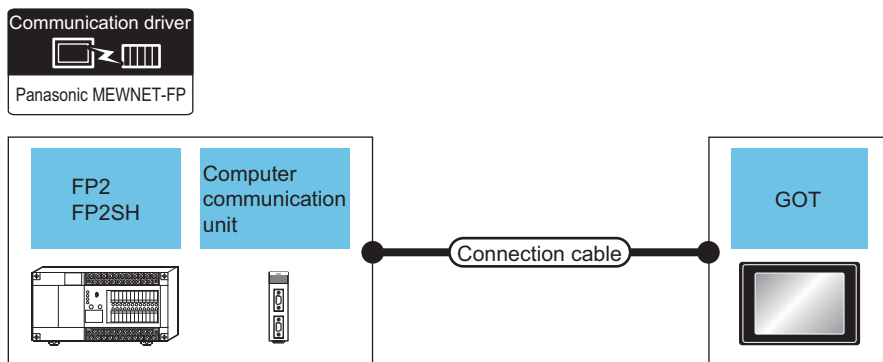 Communication driver
Panasonic MEWNET-FP
FP2
FP2SH
Computer
communication
unit
Connection cable
GOT